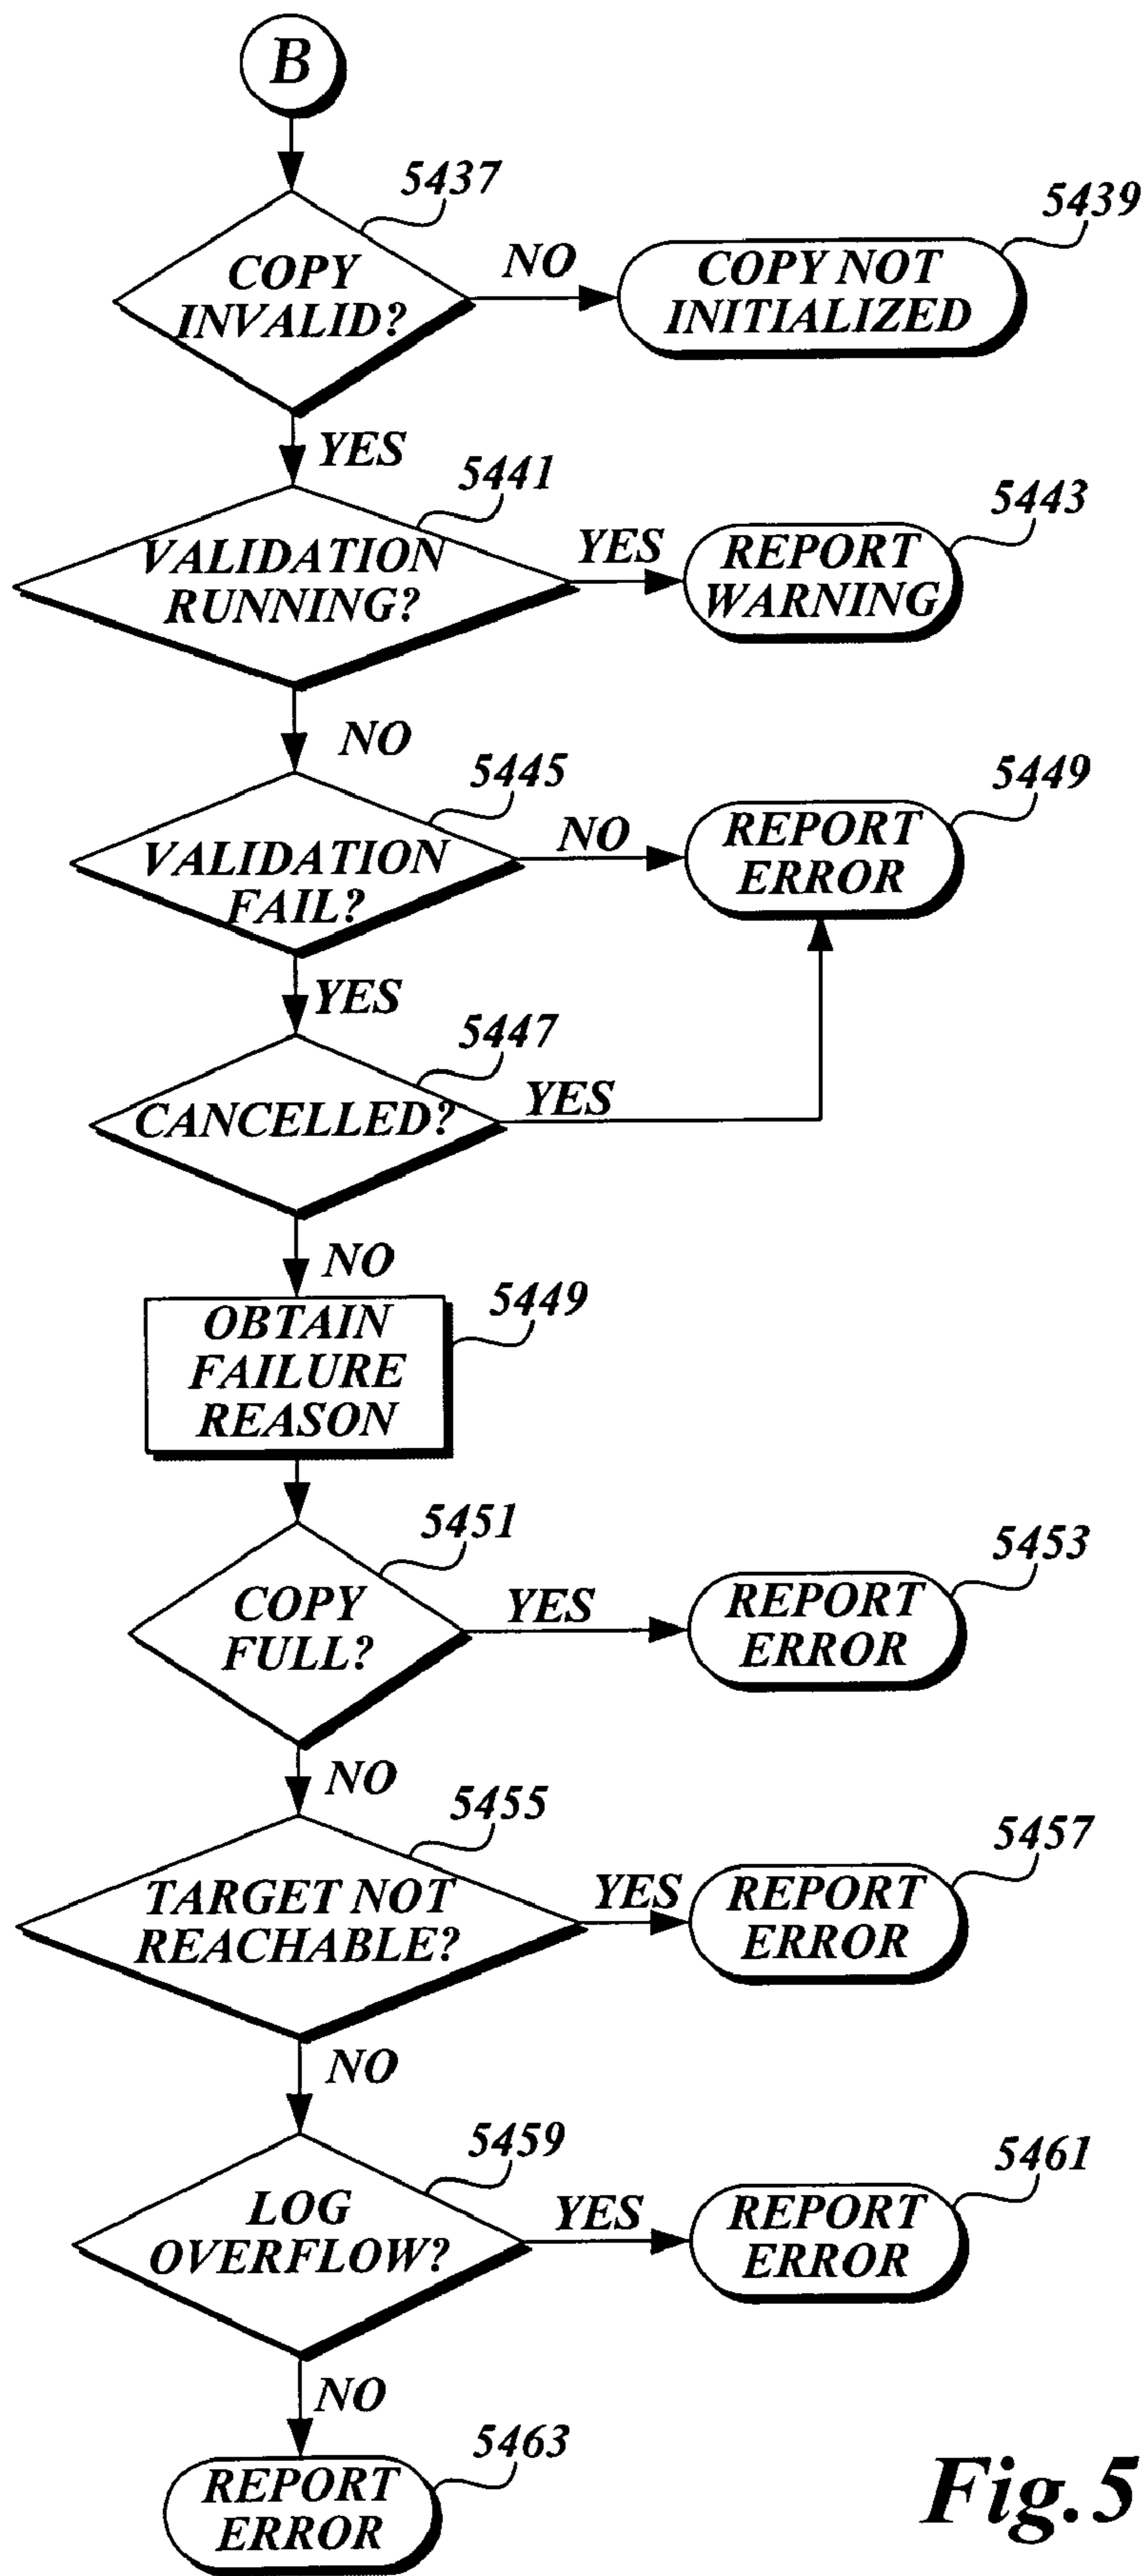 B
5437
COPY
INVALID?
NO
5439
COPY NOT
INITIALIZED
YES
5441
VALIDATION
RUNNING?
YES
5443
REPORT
WARNING
NO
5445
VALIDATION
FAIL?
NO
5449
REPORT
ERROR
YES
5447
CANCELLED?
YES
NO
5449
OBTAIN
FAILURE
REASON
5451
COPY
FULL?
YES
5453
REPORT
ERROR
NO
5455
TARGET NOT
REACHABLE?
YES
5457
REPORT
ERROR
NO
5459
LOG
OVERFLOW?
YES
5461
REPORT
ERROR
NO
5463
REPORT
ERROR
Fig.5